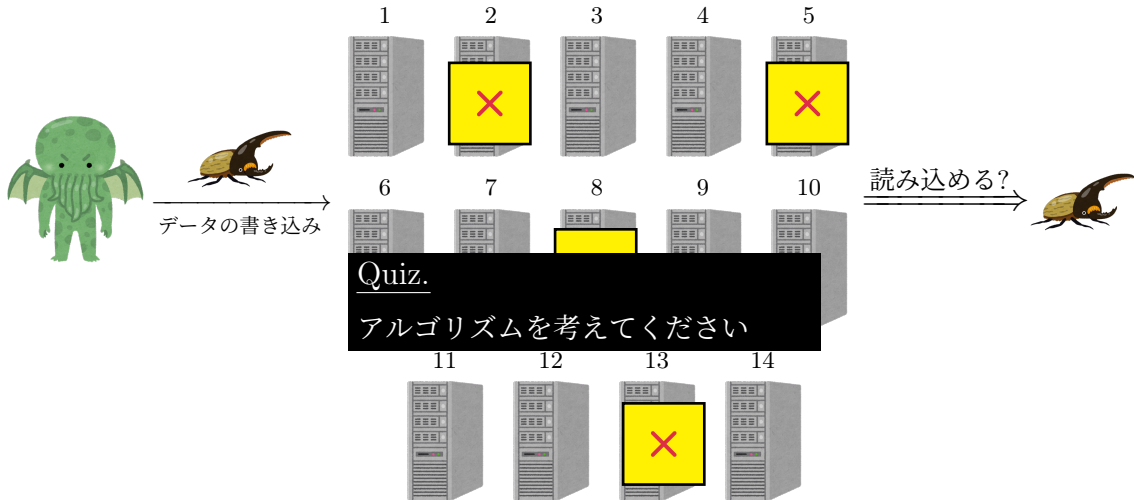 1 2 3 4 5
データの書き込み
6 7 8 9 10
読み込める?
Quiz.
アルゴリズムを考えてください
11 12 13 14